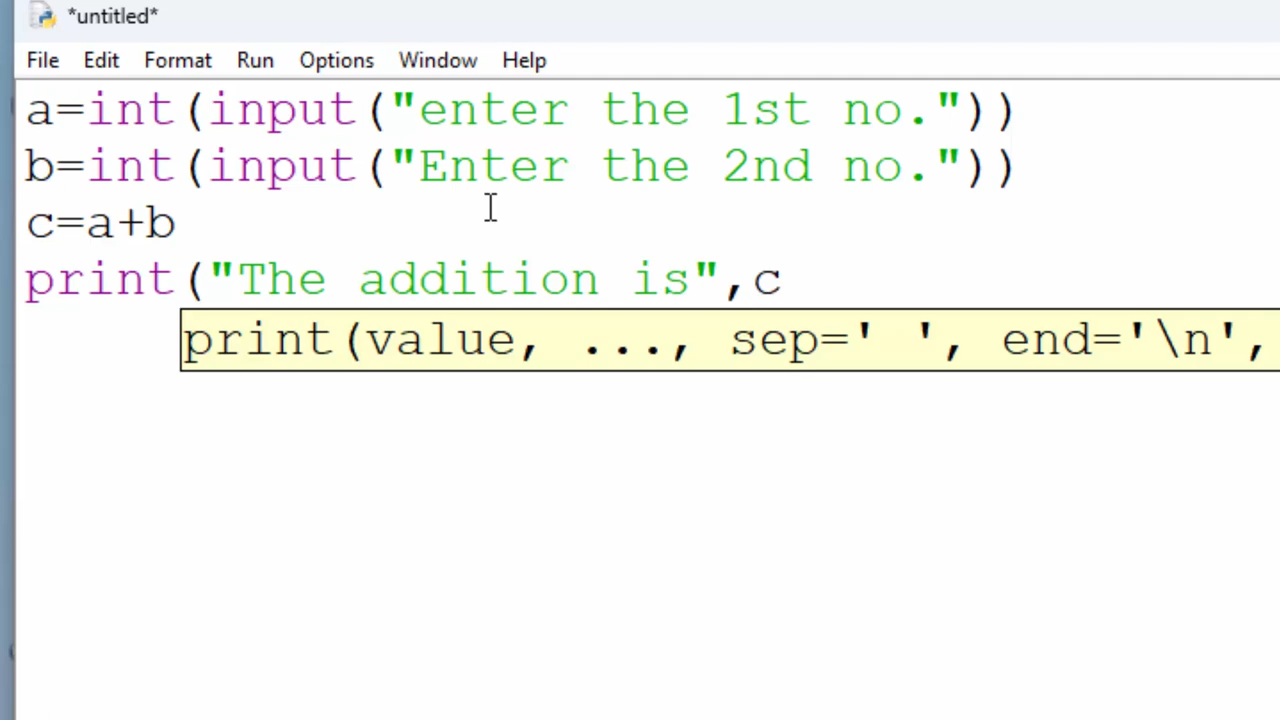 *untitled*
File Edit Format Run Options Window Help
a=int(input("enter the 1st no."))
b=int(input("Enter the 2nd no."))
c=a+b
print("The addition is",c
print(value, ..., sep=' ', end='\n',